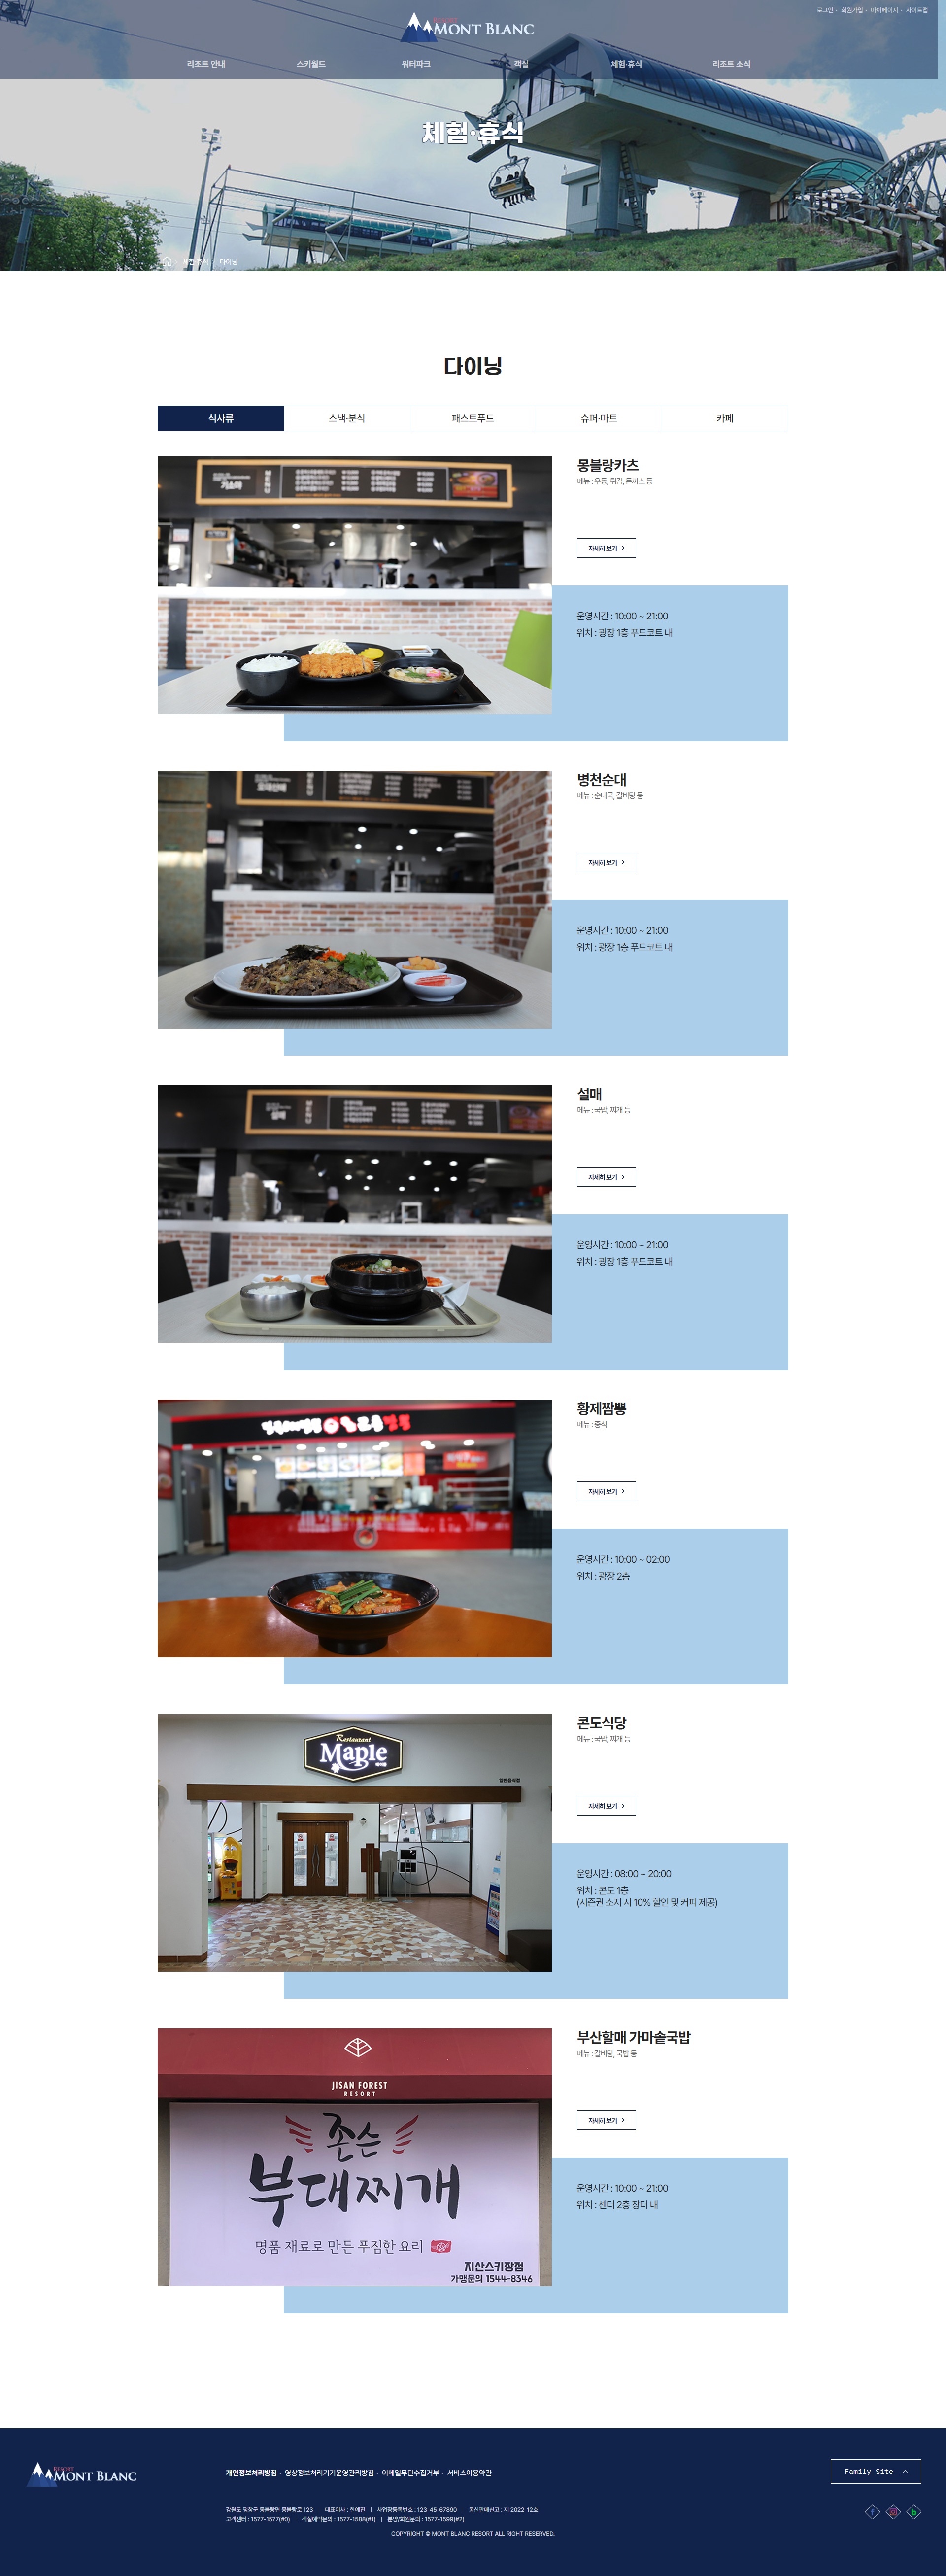 로그인 · 회원가입 · 마이페이지 · 사이트맵
RESORT
MONT BLANC
리조트 안내 스키월드 워터파크 객실 체험·휴식 리조트 소식
체험·휴식
체험·휴식 다이닝
다이닝
식사류 스낵·분식 패스트푸드 슈퍼·마트 카페
몽블랑카츠
메뉴 : 우동, 튀김, 돈까스 등
자세히 보기
운영시간 : 10:00 ~ 21:00
위치 : 광장 1층 푸드코트 내
병천순대
메뉴 : 순대국, 갈비탕 등
자세히 보기
운영시간 : 10:00 ~ 21:00
위치 : 광장 1층 푸드코트 내
설매
메뉴 : 국밥, 찌개 등
자세히 보기
운영시간 : 10:00 ~ 21:00
위치 : 광장 1층 푸드코트 내
황제짬뽕
메뉴 : 중식
자세히 보기
운영시간 : 10:00 ~ 02:00
위치 : 광장 2층
Restaurant
Maple
일반음식점
콘도식당
메뉴 : 국밥, 찌개 등
자세히 보기
운영시간 : 08:00 ~ 20:00
위치 : 콘도 1층
(시즌권 소지 시 10% 할인 및 커피 제공)
JISAN FOREST
RESORT
존슨
부대찌개
명품 재료로 만든 푸짐한 요리
지산스키장점
가맹문의 1544-8346
부산할매 가마솥국밥
메뉴 : 갈비탕, 국밥 등
자세히 보기
운영시간 : 10:00 ~ 21:00
위치 : 센터 2층 장터 내
RESORT
MONT BLANC
개인정보처리방침 · 영상정보처리기기운영관리방침 · 이메일무단수집거부 · 서비스이용약관
Family Site
강원도 평창군 몽블랑면 몽블랑로 123 | 대표이사 : 한예진 | 사업장등록번호 : 123-45-67890 | 통신판매신고 : 제 2022-12호
고객센터 : 1577-1577(#0) | 객실예약문의 : 1577-1588(#1) | 분양/회원문의 : 1577-1599(#2)
COPYRIGHT © MONT BLANC RESORT ALL RIGHT RESERVED.